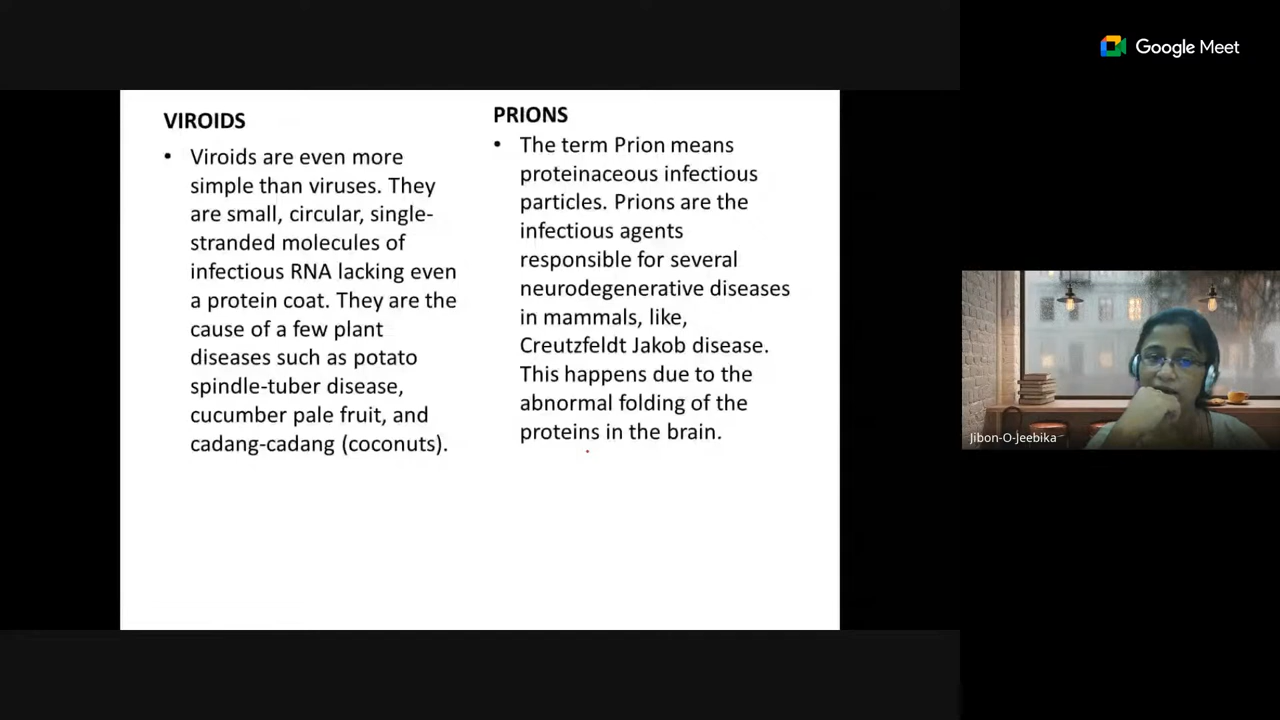 Google Meet
VIROIDS
• Viroids are even more
simple than viruses. They
are small, circular, single-
stranded molecules of
infectious RNA lacking even
a protein coat. They are the
cause of a few plant
diseases such as potato
spindle-tuber disease,
cucumber pale fruit, and
cadang-cadang (coconuts).
PRIONS
• The term Prion means
proteinaceous infectious
particles. Prions are the
infectious agents
responsible for several
neurodegenerative diseases
in mammals, like,
Creutzfeldt Jakob disease.
This happens due to the
abnormal folding of the
proteins in the brain.
Jibon-O-Jeebika